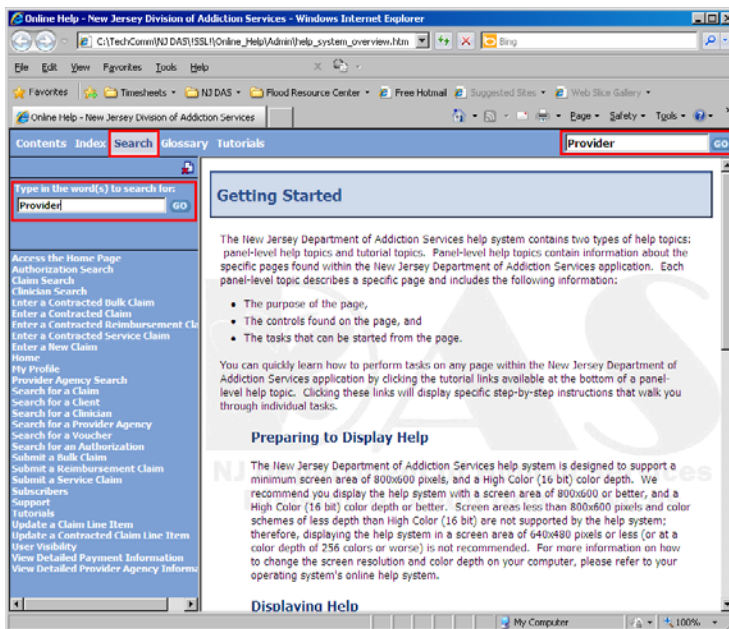 Online Help - New Jersey Division of Addiction Services - Windows Internet Explorer
C:\TechComm\NJ DAS\!SSL!\Online_Help\Admin\help_system_overview.htm
Bing
File Edit View Favorites Tools Help
Favorites Timesheets NJ DAS Flood Resource Center Free Hotmail Suggested Sites Web Slice Gallery
Online Help - New Jersey Division of Addiction Services
Page Safety Tools
Contents Index Search Glossary Tutorials
Provider GO
Type in the word(s) to search for:
Provider GO
Access the Home Page
Authorization Search
Claim Search
Clinician Search
Enter a Contracted Bulk Claim
Enter a Contracted Claim
Enter a Contracted Reimbursement Cla
Enter a Contracted Service Claim
Enter a New Claim
Home
My Profile
Provider Agency Search
Search for a Claim
Search for a Client
Search for a Clinician
Search for a Provider Agency
Search for a Voucher
Search for an Authorization
Submit a Bulk Claim
Submit a Reimbursement Claim
Submit a Service Claim
Subscribers
Support
Tutorials
Update a Claim Line Item
Update a Contracted Claim Line Item
User Visibility
View Detailed Payment Information
View Detailed Provider Agency Informa
Getting Started
The New Jersey Department of Addiction Services help system contains two types of help topics:
panel-level help topics and tutorial topics. Panel-level help topics contain information about the
specific pages found within the New Jersey Department of Addiction Services application. Each
panel-level topic describes a specific page and includes the following information:
• The purpose of the page,
• The controls found on the page, and
• The tasks that can be started from the page.
You can quickly learn how to perform tasks on any page within the New Jersey Department of
Addiction Services application by clicking the tutorial links available at the bottom of a panel-
level help topic. Clicking these links will display specific step-by-step instructions that walk you
through individual tasks.
Preparing to Display Help
The New Jersey Department of Addiction Services help system is designed to support a
minimum screen area of 800x600 pixels, and a High Color (16 bit) color depth. We
recommend you display the help system with a screen area of 800x600 or better, and a
High Color (16 bit) color depth or better. Screen areas less than 800x600 pixels and color
schemes of less depth than High Color (16 bit) are not supported by the help system;
therefore, displaying the help system in a screen area of 640x480 pixels or less (or at a
color depth of 256 colors or worse) is not recommended. For more information on how
to change the screen resolution and color depth on your computer, please refer to your
operating system's online help system.
Displaying Help
My Computer 100%